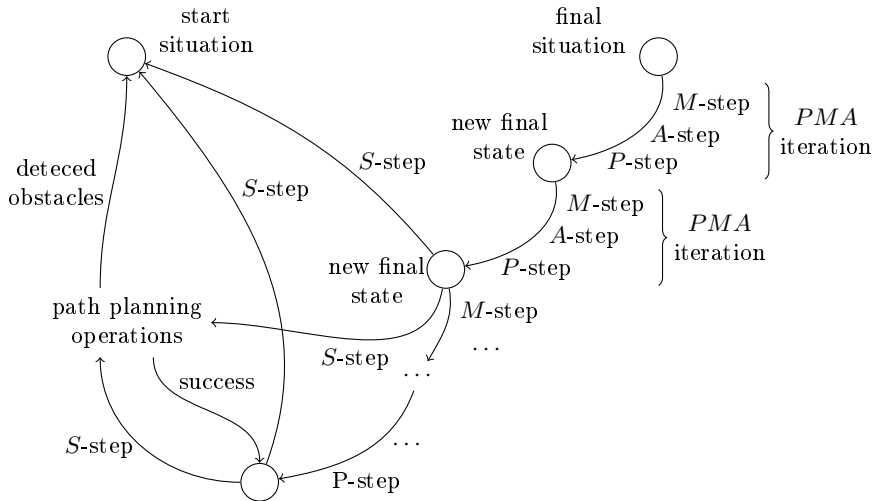 start
situation
final
situation
M-step
A-step
P-step
PMA
iteration
new final
state
S-step
deteced
obstacles
S-step
M-step
A-step
P-step
PMA
iteration
new final
state
M-step
path planning
operations
S-step
...
...
success
...
S-step
P-step